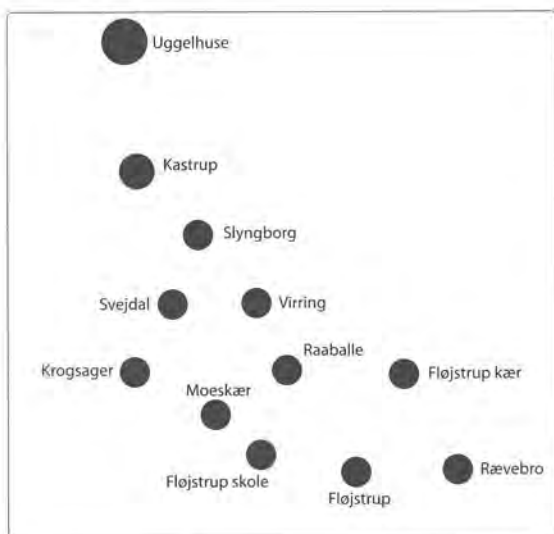 Uggelhuse
Kastrup
Slyngborg
Svejdal
Virring
Raaballe
Krogsager
Fløjstrup kær
Moeskær
Fløjstrup skole
Rævebro
Fløjstrup